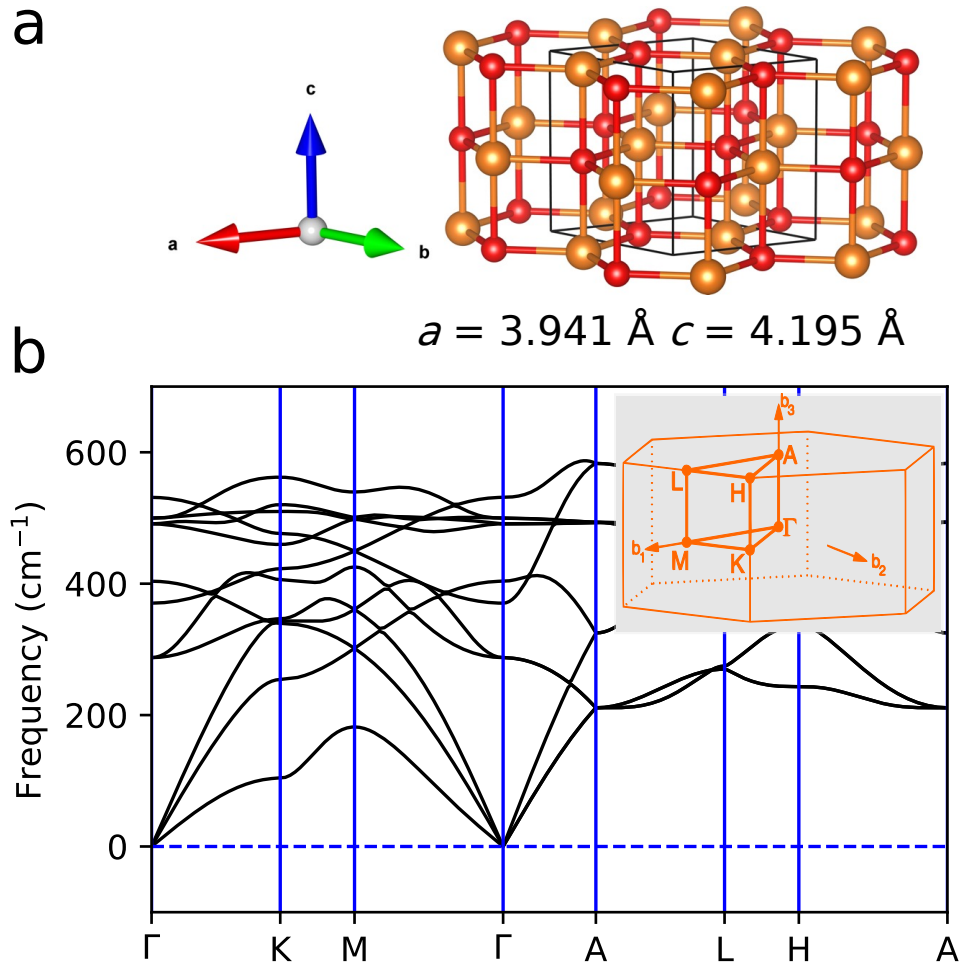 a
c
a
b
a = 3.941 Å c = 4.195 Å
b
Frequency (cm⁻¹)
600
400
200
0
b₃
A
L
H
Γ
M
K
b₁
b₂
Γ K M Γ A L H A